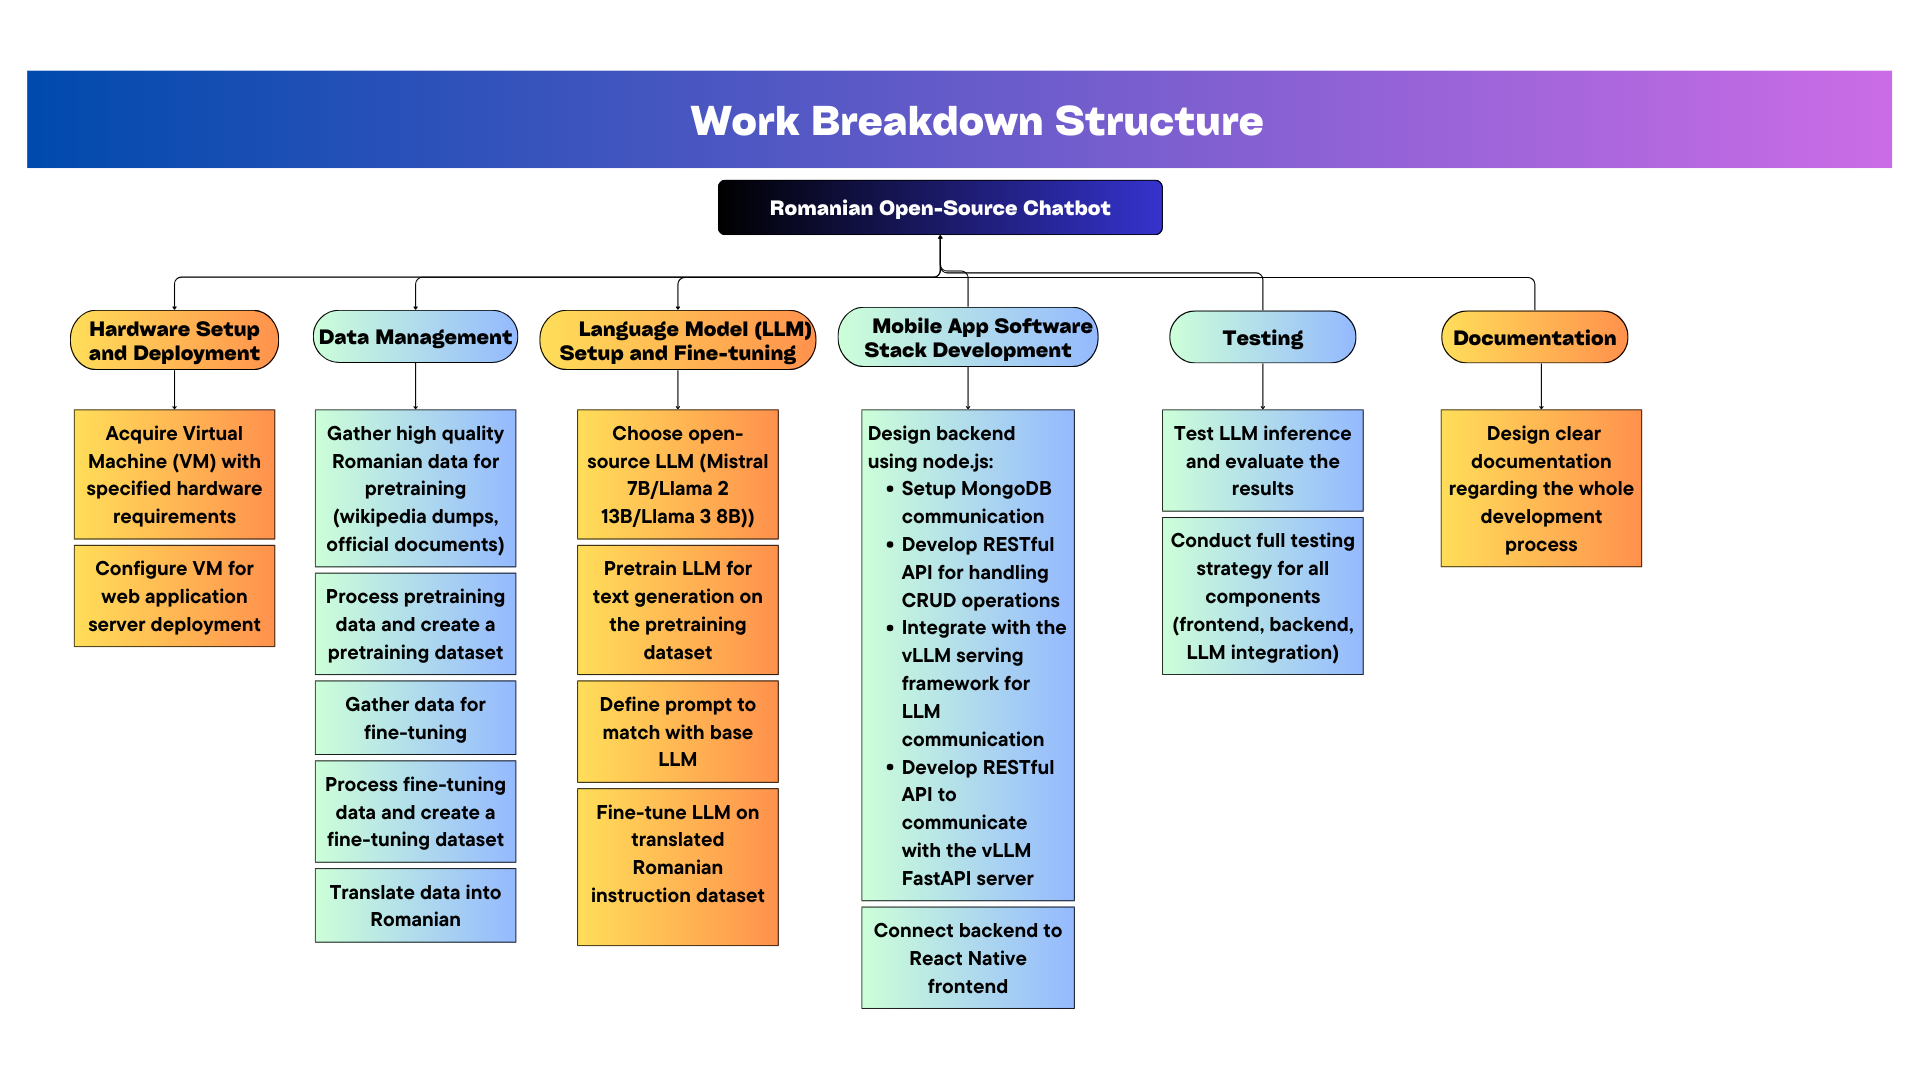 Work Breakdown Structure
Romanian Open-Source Chatbot
Hardware Setup
and Deployment
Acquire Virtual
Machine (VM) with
specified hardware
requirements
Configure VM for
web application
server deployment
Data Management
Gather high quality
Romanian data for
pretraining
(wikipedia dumps,
official documents)
Process pretraining
data and create a
pretraining dataset
Gather data for
fine-tuning
Process fine-tuning
data and create a
fine-tuning dataset
Translate data into
Romanian
Language Model (LLM)
Setup and Fine-tuning
Choose open-
source LLM (Mistral
7B/Llama 2
13B/Llama 3 8B))
Pretrain LLM for
text generation on
the pretraining
dataset
Define prompt to
match with base
LLM
Fine-tune LLM on
translated
Romanian
instruction dataset
Mobile App Software
Stack Development
Design backend
using node.js:
• Setup MongoDB
communication
• Develop RESTful
API for handling
CRUD operations
• Integrate with the
vLLM serving
framework for
LLM
communication
• Develop RESTful
API to
communicate
with the vLLM
FastAPI server
Connect backend to
React Native
frontend
Testing
Test LLM inference
and evaluate the
results
Conduct full testing
strategy for all
components
(frontend, backend,
LLM integration)
Documentation
Design clear
documentation
regarding the whole
development
process